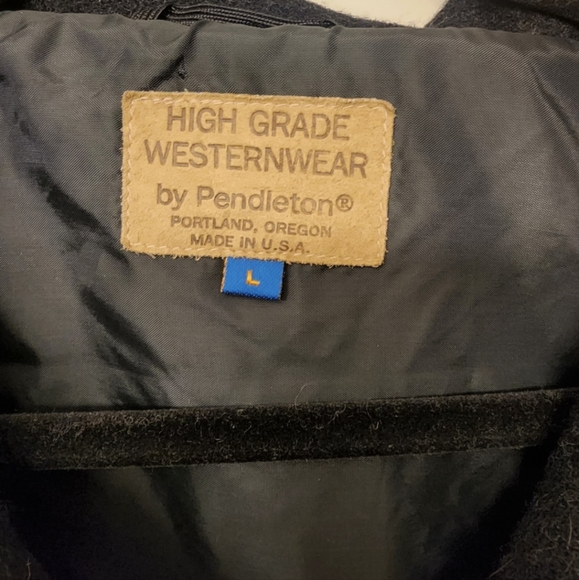 HIGH GRADE
WESTERNWEAR
by Pendleton®
PORTLAND, OREGON
MADE IN U.S.A.
L